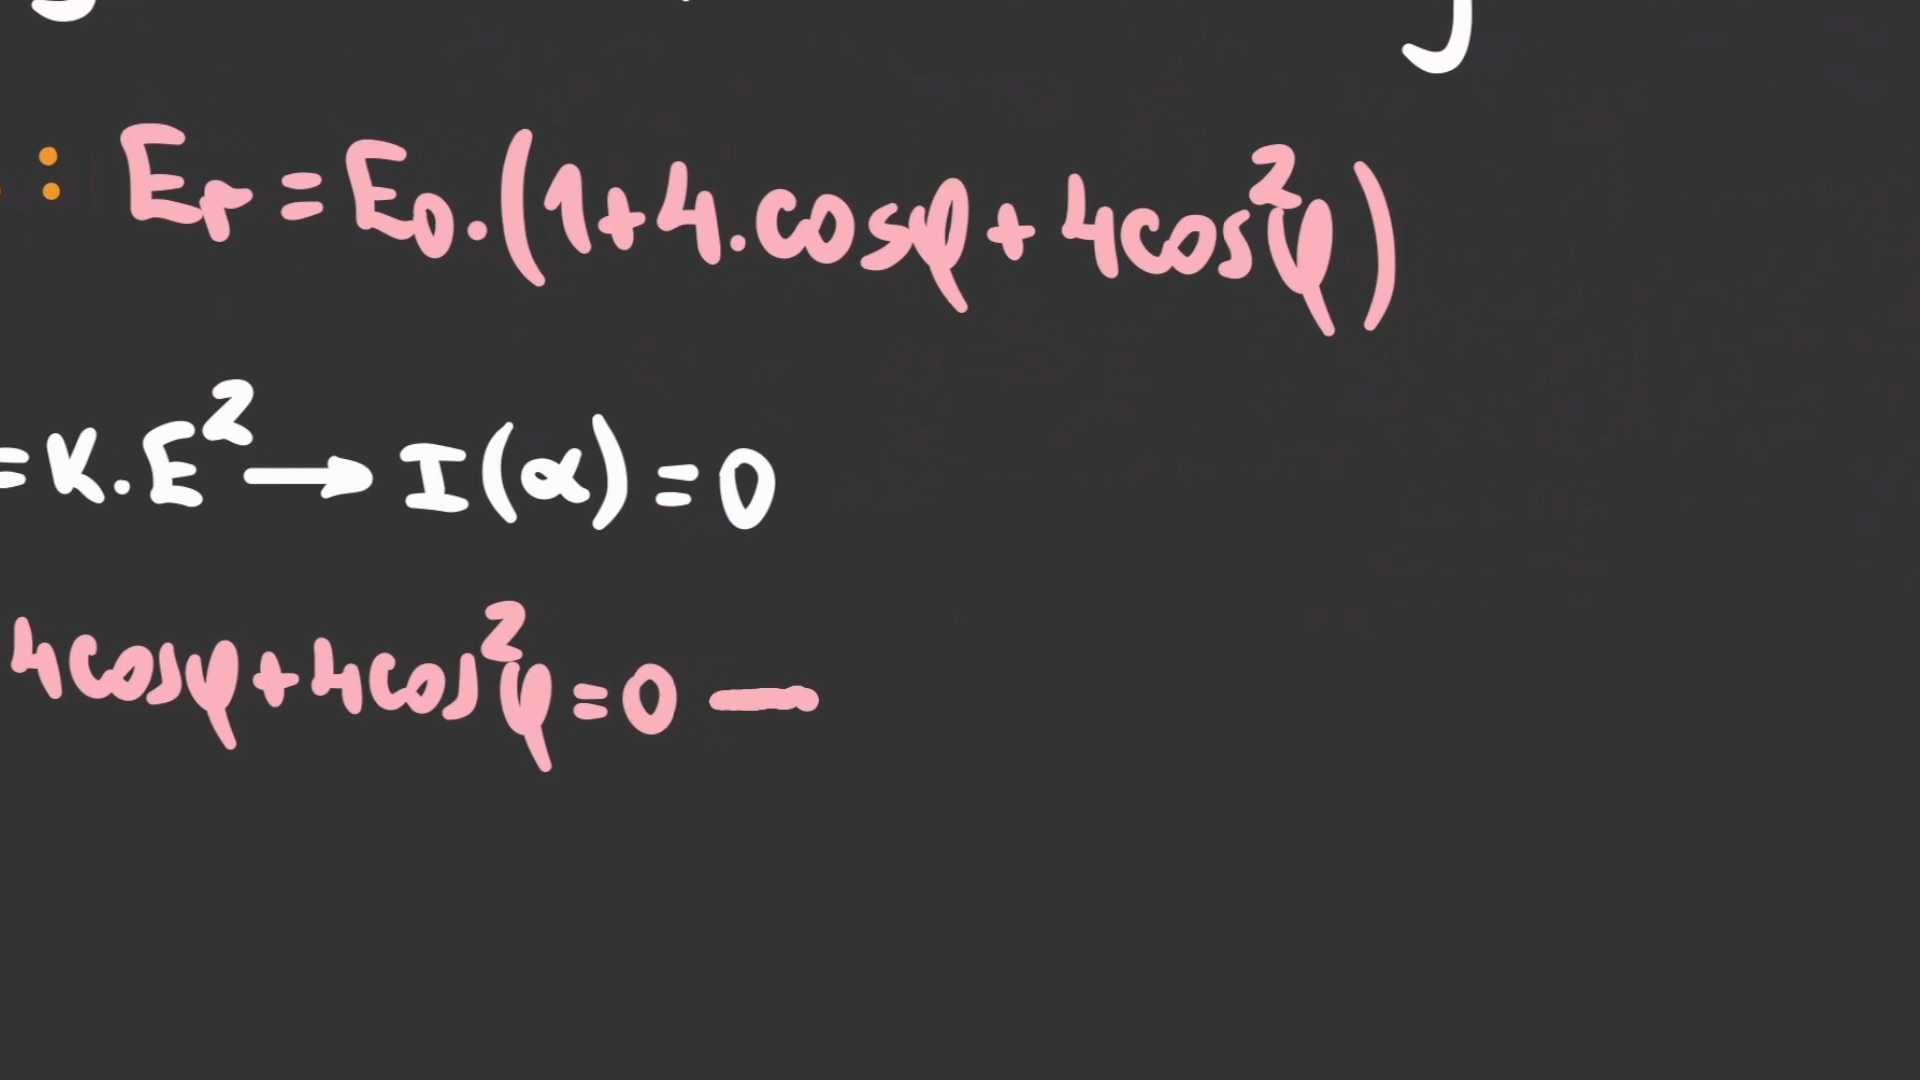 : Er = E₀.(1+4.cosφ+4cos²φ)
=K.E² → I(α)=0
4cosφ+4cos²φ=0 —